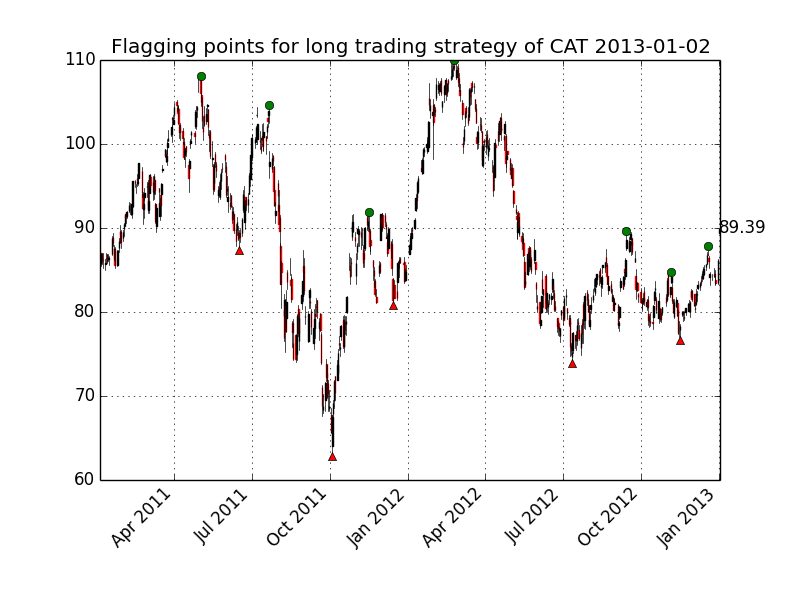 Flagging points for long trading strategy of CAT 2013-01-02
110
100
90
80
70
60
89.39
Apr 2011
Jul 2011
Oct 2011
Jan 2012
Apr 2012
Jul 2012
Oct 2012
Jan 2013